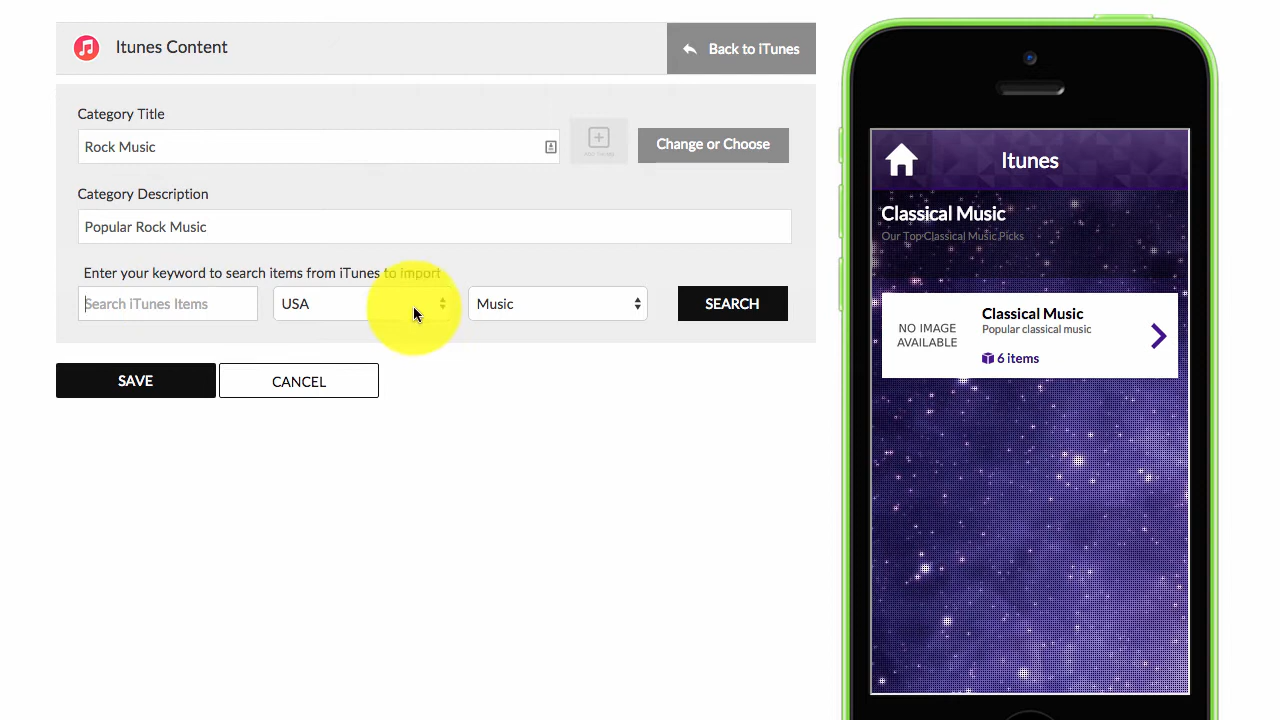 Itunes Content
Back to iTunes
Category Title
Rock Music
Change or Choose
Category Description
Popular Rock Music
Enter your keyword to search items from iTunes to import
Search iTunes Items
USA
Music
SEARCH
SAVE
CANCEL
Itunes
Classical Music
Our Top Classical Music Picks
NO IMAGE
AVAILABLE
Classical Music
Popular classical music
6 items